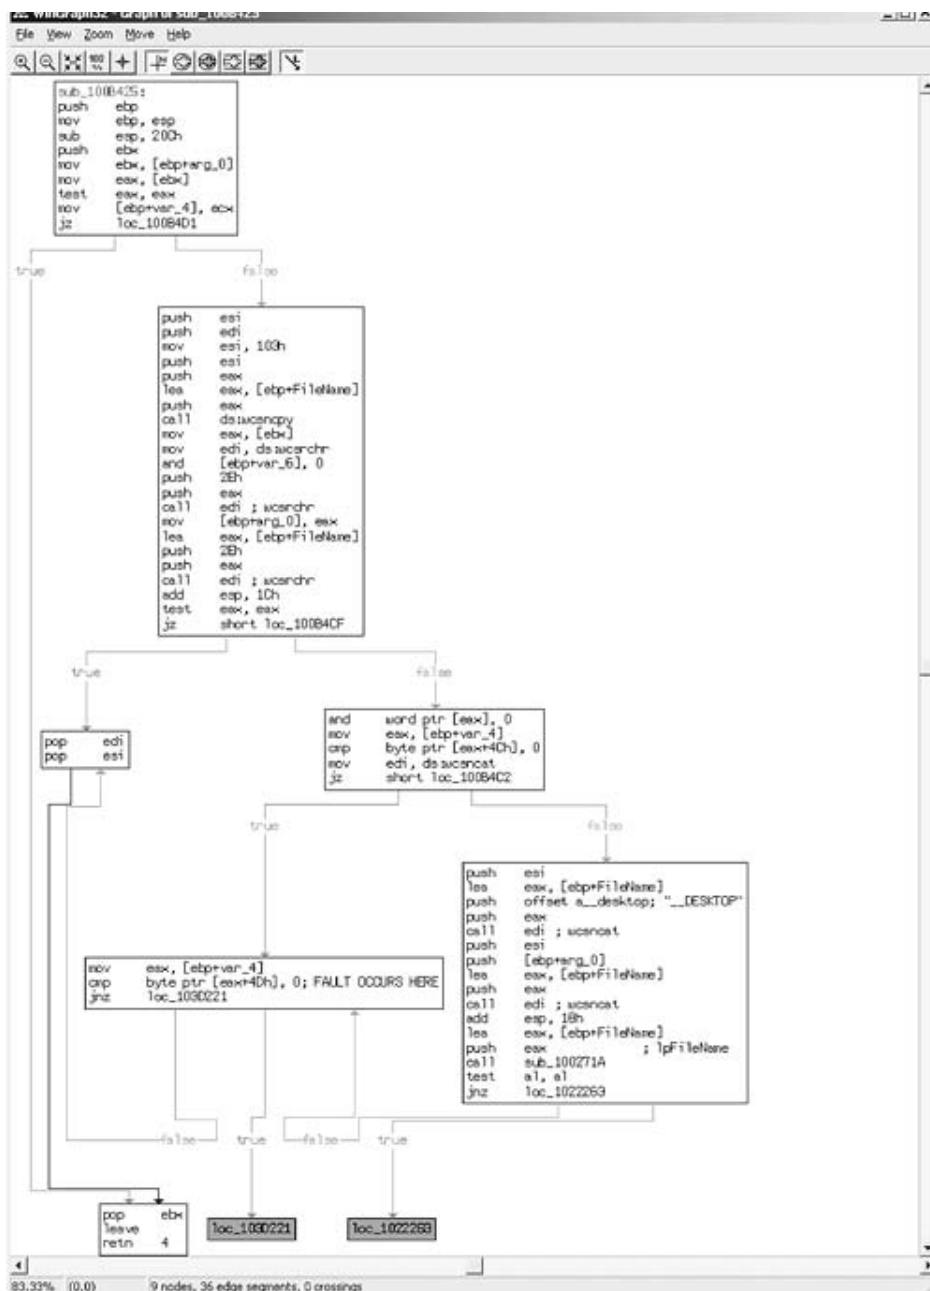 WinGraph32 - Graph of sub_100B425
File View Zoom Move Help
sub_100B425:
push ebp
mov ebp, esp
sub esp, 20Ch
push ebx
mov ebx, [ebp+arg_0]
mov eax, [ebx]
test eax, eax
mov [ebp+var_4], ecx
jz loc_100B4D1
true false
push esi
push edi
mov esi, 103h
push esi
push eax
lea eax, [ebp+FileName]
push eax
call ds:wcsncpy
mov eax, [ebx]
mov edi, ds:wcsrchr
and [ebp+var_6], 0
push 2Eh
push eax
call edi ; wcsrchr
mov [ebp+arg_0], eax
lea eax, [ebp+FileName]
push 2Eh
push eax
call edi ; wcsrchr
add esp, 1Ch
test eax, eax
jz short loc_100B4CF
true false
pop edi
pop esi
and word ptr [eax], 0
mov eax, [ebp+var_4]
cmp byte ptr [eax+4Ch], 0
mov edi, ds:wcsncat
jz short loc_100B4C2
true false
push esi
lea eax, [ebp+FileName]
push offset a__desktop; "__DESKTOP"
push eax
call edi ; wcsncat
push esi
push [ebp+arg_0]
lea eax, [ebp+FileName]
push eax
call edi ; wcsncat
add esp, 18h
lea eax, [ebp+FileName]
push eax ; lpFileName
call sub_100271A
test al, al
jnz loc_1022263
mov eax, [ebp+var_4]
cmp byte ptr [eax+4Dh], 0; FAULT OCCURS HERE
jnz loc_103D221
false true false true
pop ebx
leave
retn 4
loc_103D221
loc_1022263
83.33% (0,0) 9 nodes, 36 edge segments, 0 crossings